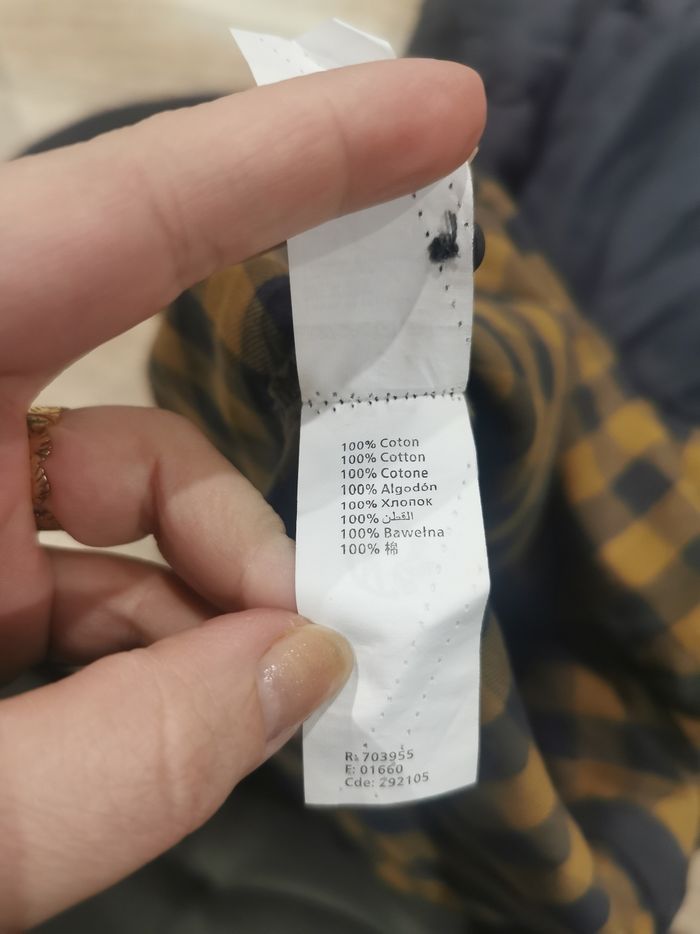 100% Coton
100% Cotton
100% Cotone
100% Algodón
100% Хлопок
100% القطن
100% Bawełna
100% 棉
R: 703955
F: 01660
Cde: 292105